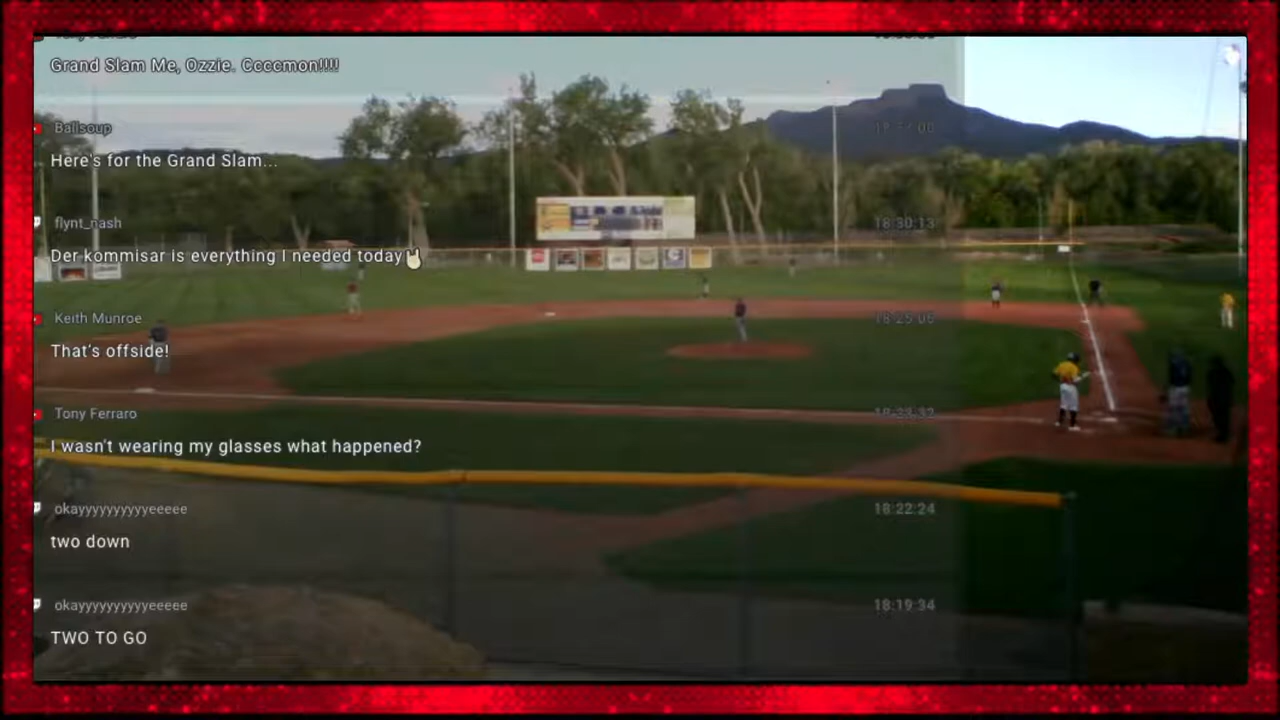 Grand Slam Me, Ozzie. Ccccmon!!!!
Ballsoup
Here's for the Grand Slam...
flynt_nash 18:30:13
Der kommisar is everything I needed today🤘
Keith Munroe 18:25:05
That's offside!
Tony Ferraro 18:23:32
I wasn't wearing my glasses what happened?
okayyyyyyyyyyeeeee 18:22:24
two down
okayyyyyyyyyyeeeee 18:19:34
TWO TO GO